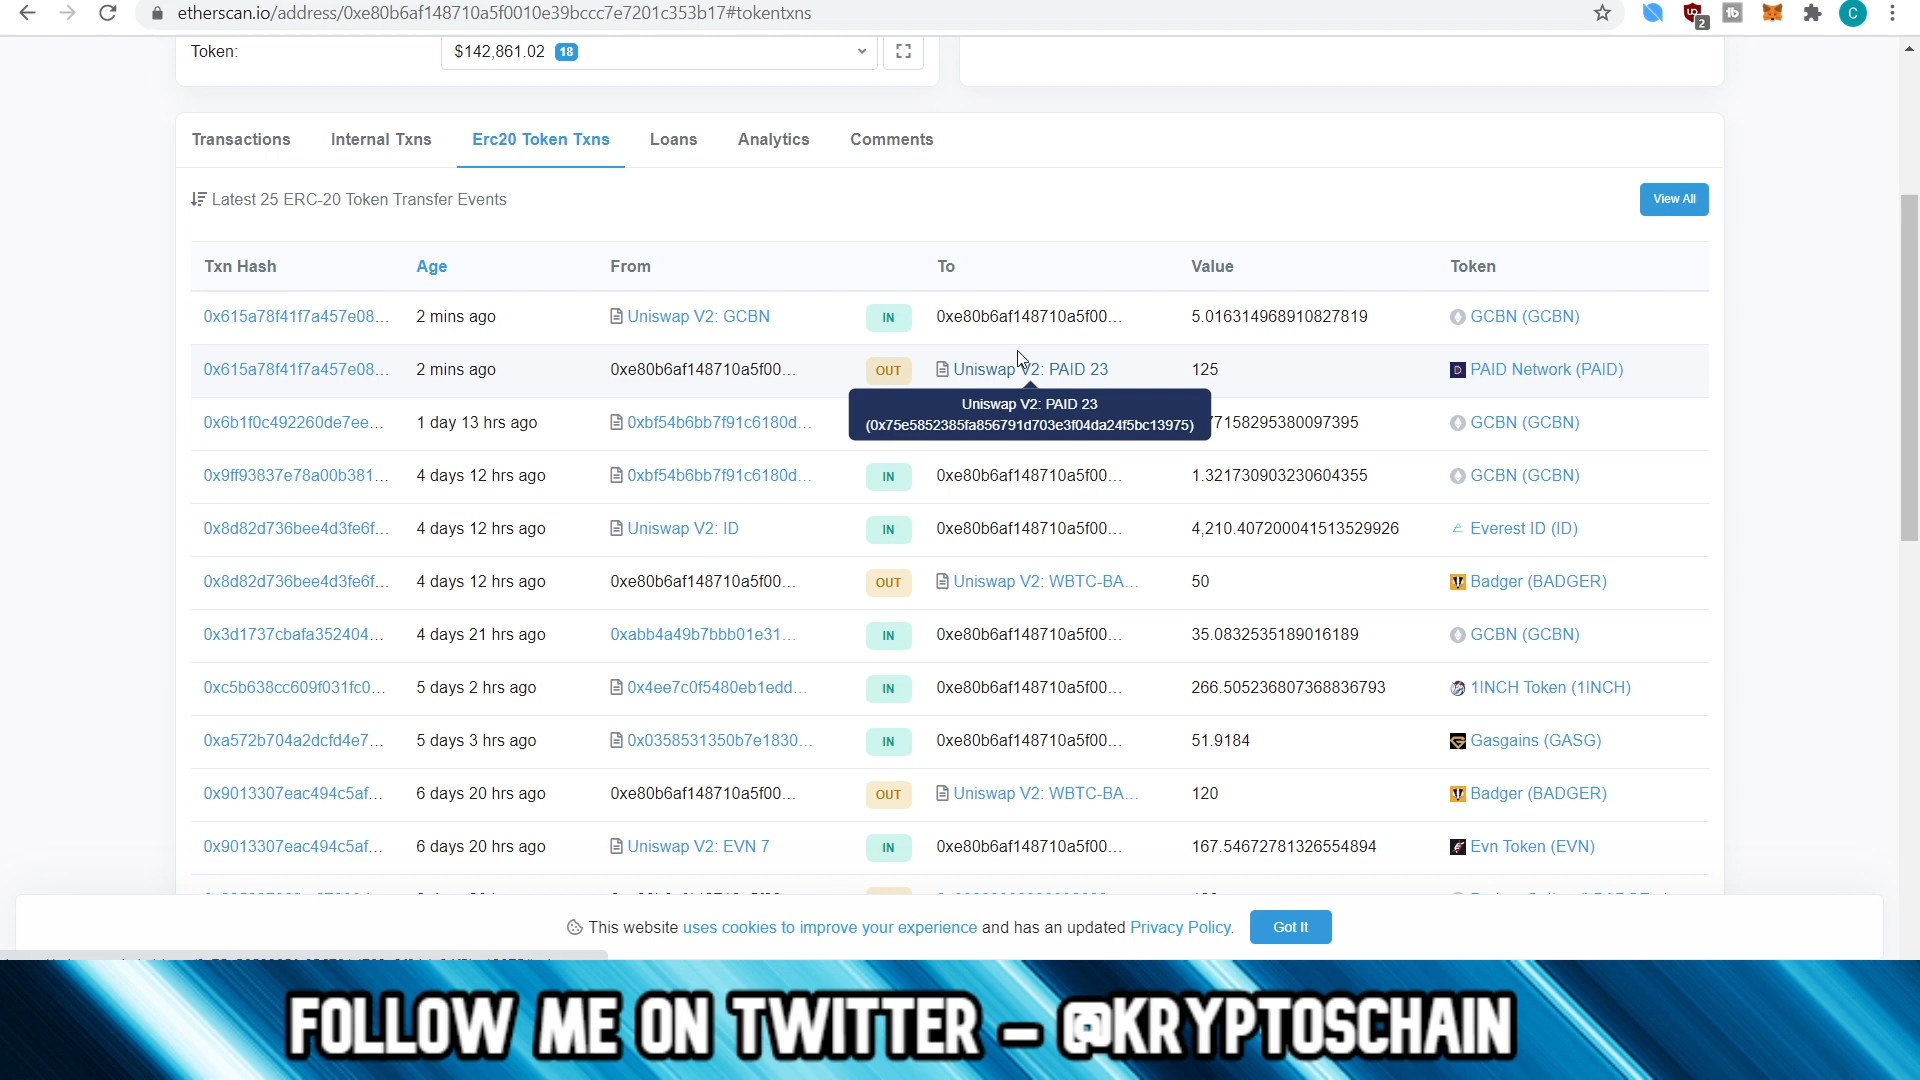 etherscan.io/address/0xe80b6af148710a5f0010e39bccc7e7201c353b17#tokentxns
2
C
Token:
$142,861.02 18
Transactions Internal Txns Erc20 Token Txns Loans Analytics Comments
Latest 25 ERC-20 Token Transfer Events
View All
Txn Hash Age From To Value Token
0x615a78f41f7a457e08... 2 mins ago Uniswap V2: GCBN IN 0xe80b6af148710a5f00... 5.016314968910827819 GCBN (GCBN)
0x615a78f41f7a457e08... 2 mins ago 0xe80b6af148710a5f00... OUT Uniswap V2: PAID 23 125 PAID Network (PAID)
Uniswap V2: PAID 23
(0x75e5852385fa856791d703e3f04da24f5bc13975)
0x6b1f0c492260de7ee... 1 day 13 hrs ago 0xbf54b6bb7f91c6180d... 77158295380097395 GCBN (GCBN)
0x9ff93837e78a00b381... 4 days 12 hrs ago 0xbf54b6bb7f91c6180d... IN 0xe80b6af148710a5f00... 1.321730903230604355 GCBN (GCBN)
0x8d82d736bee4d3fe6f... 4 days 12 hrs ago Uniswap V2: ID IN 0xe80b6af148710a5f00... 4,210.407200041513529926 Everest ID (ID)
0x8d82d736bee4d3fe6f... 4 days 12 hrs ago 0xe80b6af148710a5f00... OUT Uniswap V2: WBTC-BA... 50 Badger (BADGER)
0x3d1737cbafa352404... 4 days 21 hrs ago 0xabb4a49b7bbb01e31... IN 0xe80b6af148710a5f00... 35.0832535189016189 GCBN (GCBN)
0xc5b638cc609f031fc0... 5 days 2 hrs ago 0x4ee7c0f5480eb1edd... IN 0xe80b6af148710a5f00... 266.505236807368836793 1INCH Token (1INCH)
0xa572b704a2dcfd4e7... 5 days 3 hrs ago 0x0358531350b7e1830... IN 0xe80b6af148710a5f00... 51.9184 Gasgains (GASG)
0x9013307eac494c5af... 6 days 20 hrs ago 0xe80b6af148710a5f00... OUT Uniswap V2: WBTC-BA... 120 Badger (BADGER)
0x9013307eac494c5af... 6 days 20 hrs ago Uniswap V2: EVN 7 IN 0xe80b6af148710a5f00... 167.54672781326554894 Evn Token (EVN)
This website uses cookies to improve your experience and has an updated Privacy Policy. Got It
FOLLOW ME ON TWITTER – @KRYPTOSCHAIN